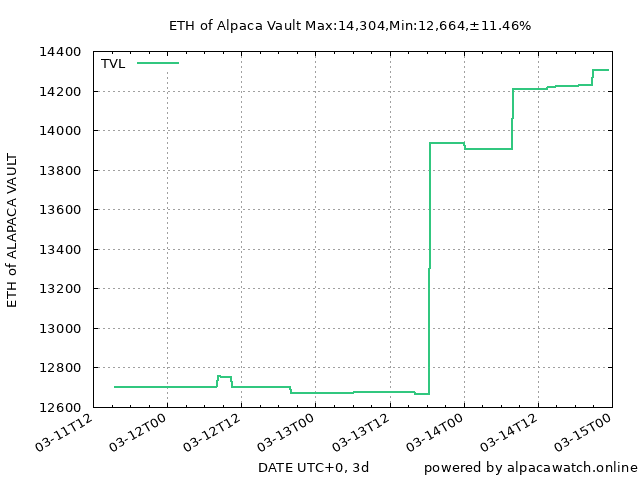 ETH of Alpaca Vault Max:14,304,Min:12,664,±11.46%
TVL
14400
14200
14000
13800
13600
13400
13200
13000
12800
12600
ETH of ALAPACA VAULT
03-11T12
03-12T00
03-12T12
03-13T00
03-13T12
03-14T00
03-14T12
03-15T00
DATE UTC+0, 3d
powered by alpacawatch.online